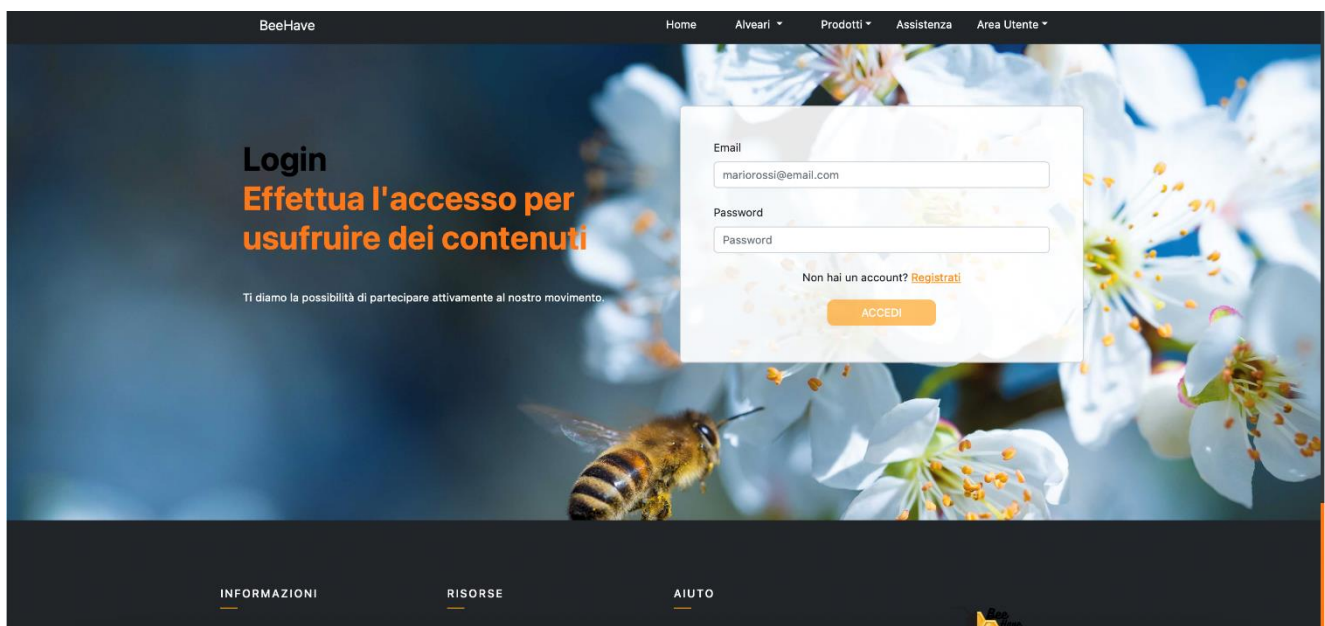 BeeHave
Home Alveari Prodotti Assistenza Area Utente
Login
Effettua l'accesso per
usufruire dei contenuti
Ti diamo la possibilità di partecipare attivamente al nostro movimento.
Email
mariorossi@email.com
Password
Password
Non hai un account? Registrati
ACCEDI
INFORMAZIONI
RISORSE
AIUTO
Bee